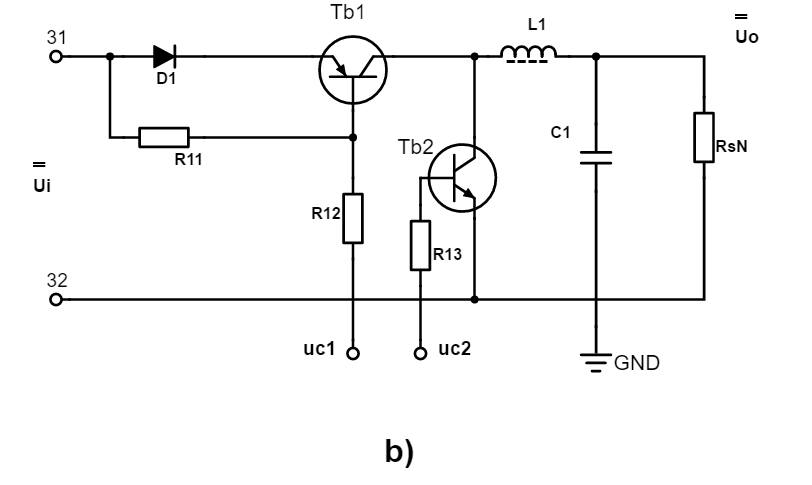 Tb1
L1
Uo
31
D1
C1
R11
Tb2
RsN
Ui
R12
R13
32
uc1
uc2
GND
b)